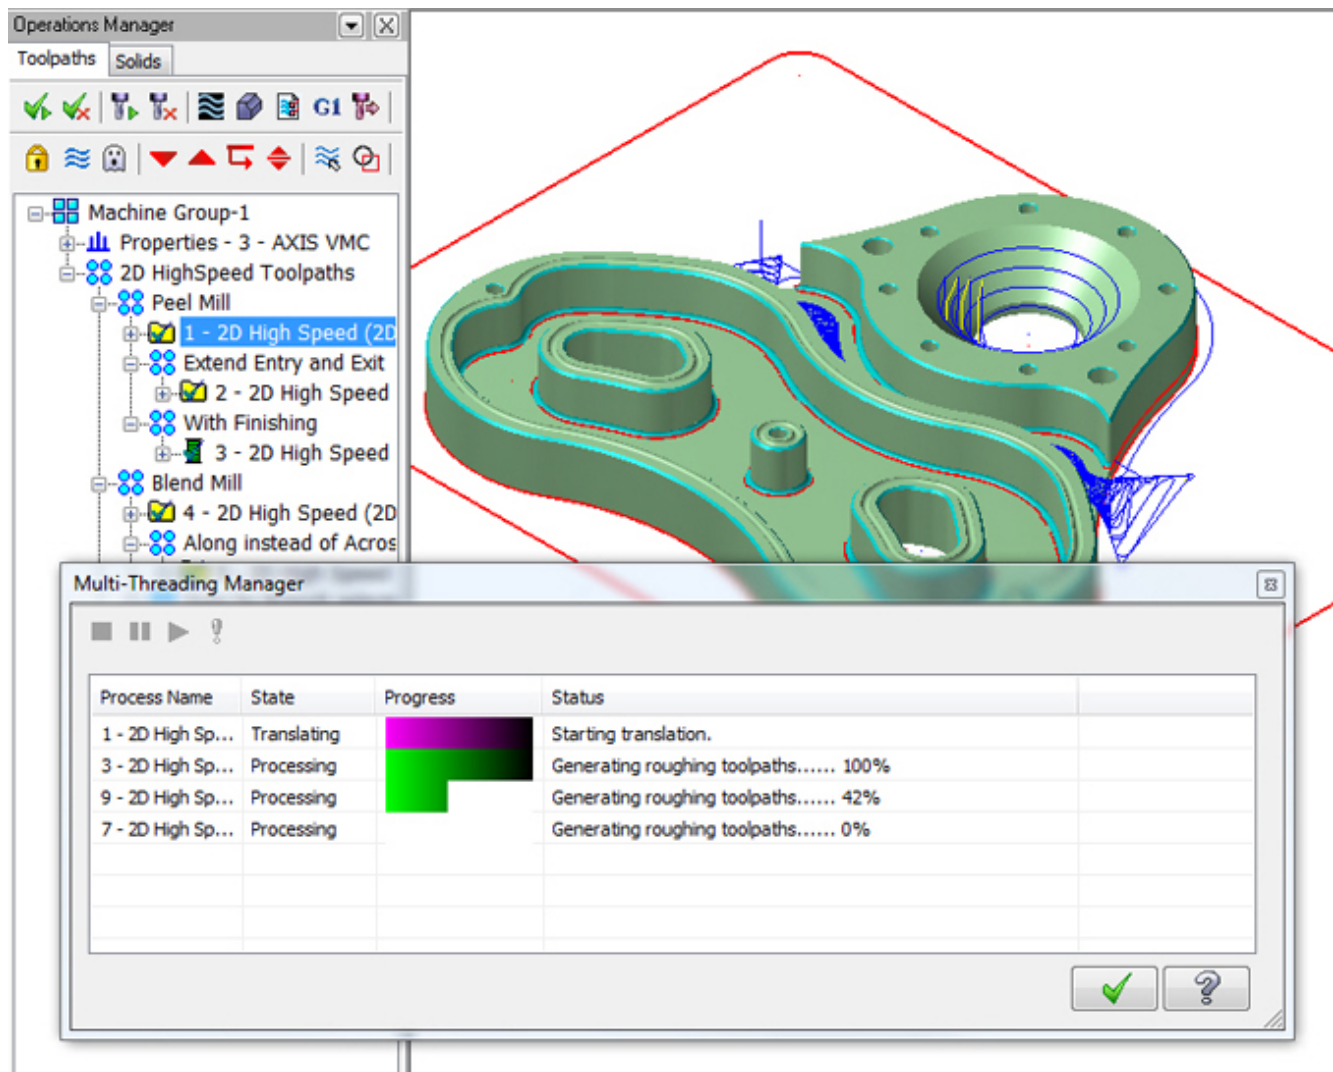 Operations Manager
Toolpaths Solids
G1
Machine Group-1
Properties - 3 - AXIS VMC
2D HighSpeed Toolpaths
Peel Mill
1 - 2D High Speed (2D
Extend Entry and Exit
2 - 2D High Speed
With Finishing
3 - 2D High Speed
Blend Mill
4 - 2D High Speed (2D
Along instead of Acros
Multi-Threading Manager
Process Name State Progress Status
1 - 2D High Sp... Translating Starting translation.
3 - 2D High Sp... Processing Generating roughing toolpaths...... 100%
9 - 2D High Sp... Processing Generating roughing toolpaths...... 42%
7 - 2D High Sp... Processing Generating roughing toolpaths...... 0%